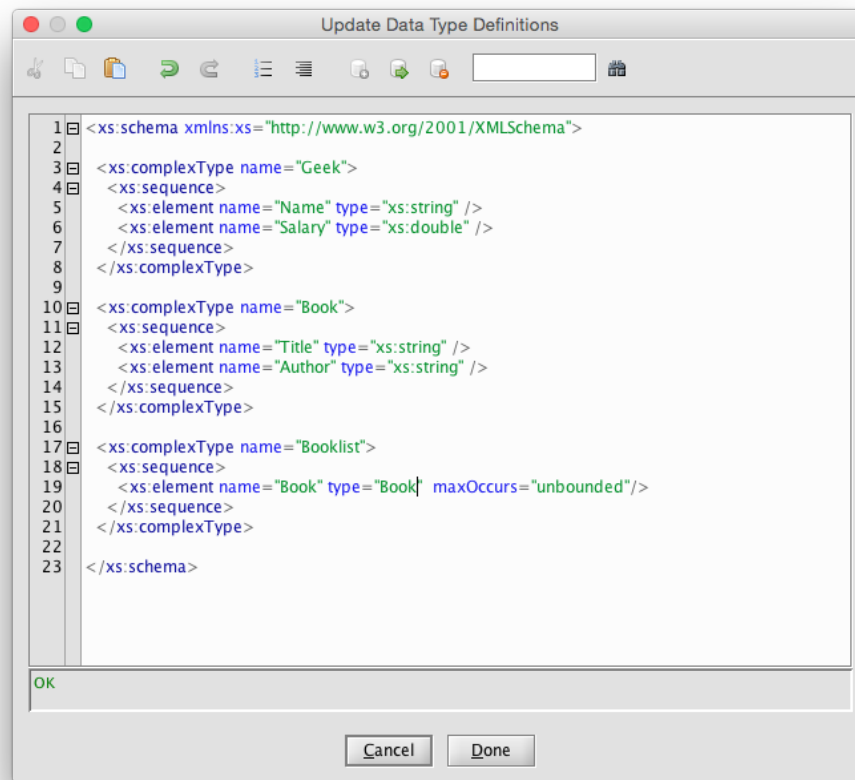 Update Data Type Definitions
1 <xs:schema xmlns:xs="http://www.w3.org/2001/XMLSchema">
2
3 <xs:complexType name="Geek">
4 <xs:sequence>
5 <xs:element name="Name" type="xs:string" />
6 <xs:element name="Salary" type="xs:double" />
7 </xs:sequence>
8 </xs:complexType>
9
10 <xs:complexType name="Book">
11 <xs:sequence>
12 <xs:element name="Title" type="xs:string" />
13 <xs:element name="Author" type="xs:string" />
14 </xs:sequence>
15 </xs:complexType>
16
17 <xs:complexType name="Booklist">
18 <xs:sequence>
19 <xs:element name="Book" type="Book"  maxOccurs="unbounded"/>
20 </xs:sequence>
21 </xs:complexType>
22
23 </xs:schema>
OK
Cancel Done